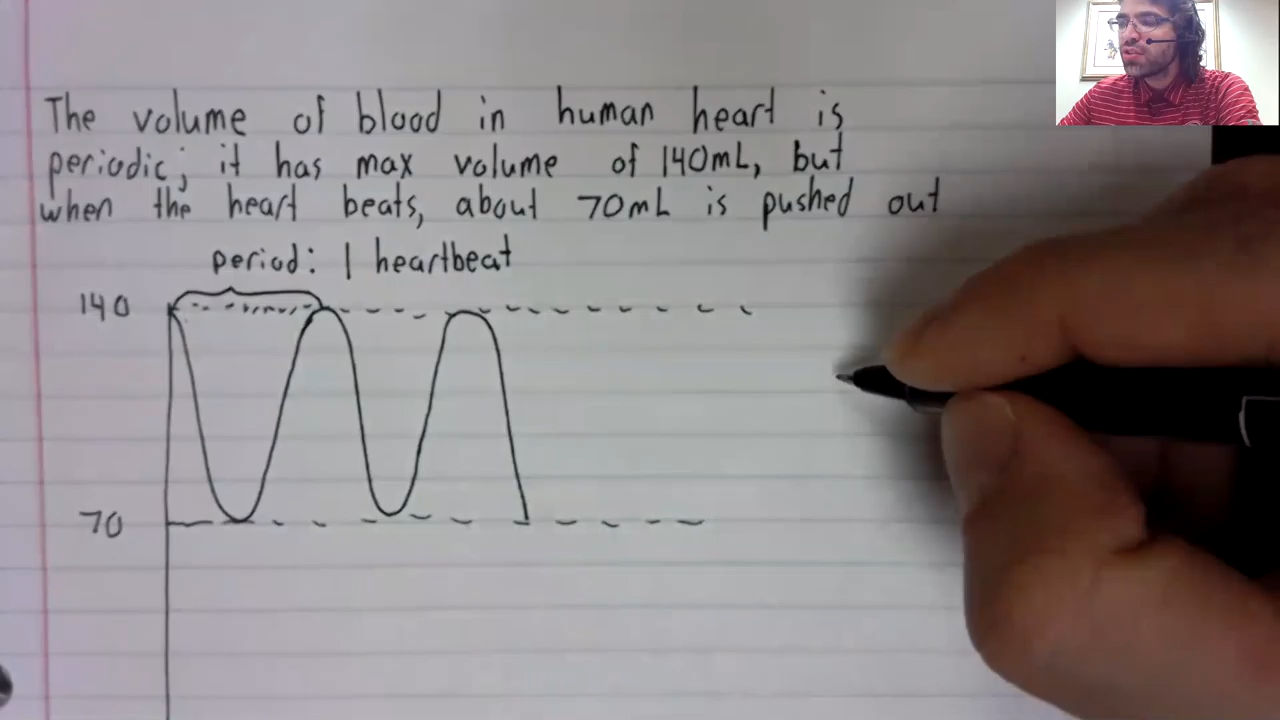 The volume of blood in human heart is
periodic; it has max volume of 140mL, but
when the heart beats, about 70mL is pushed out
period: 1 heartbeat
140
70